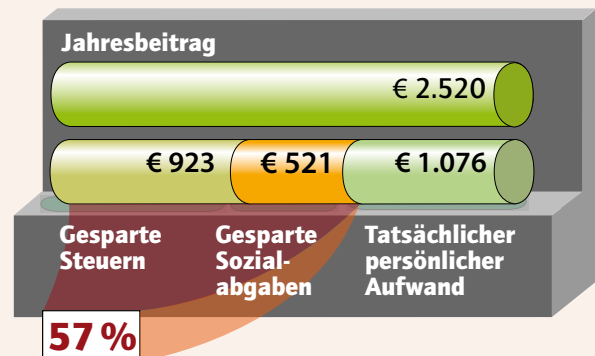 Jahresbeitrag
€ 2.520
€ 923 € 521 € 1.076
Gesparte
Steuern
Gesparte
Sozial-
abgaben
Tatsächlicher
persönlicher
Aufwand
57 %